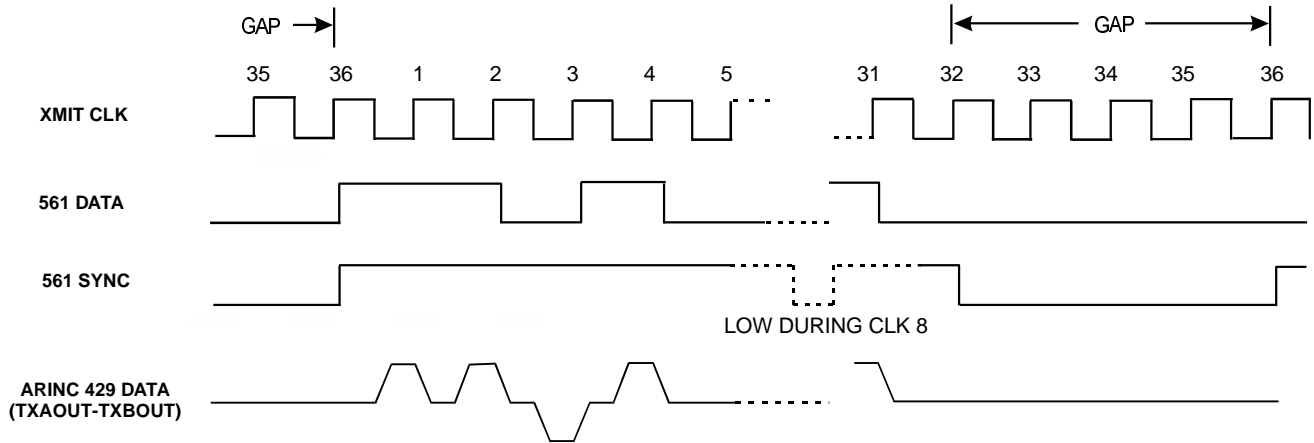 GAP GAP
35 36 1 2 3 4 5 31 32 33 34 35 36
XMIT CLK
561 DATA
561 SYNC
LOW DURING CLK 8
ARINC 429 DATA
(TXAOUT-TXBOUT)